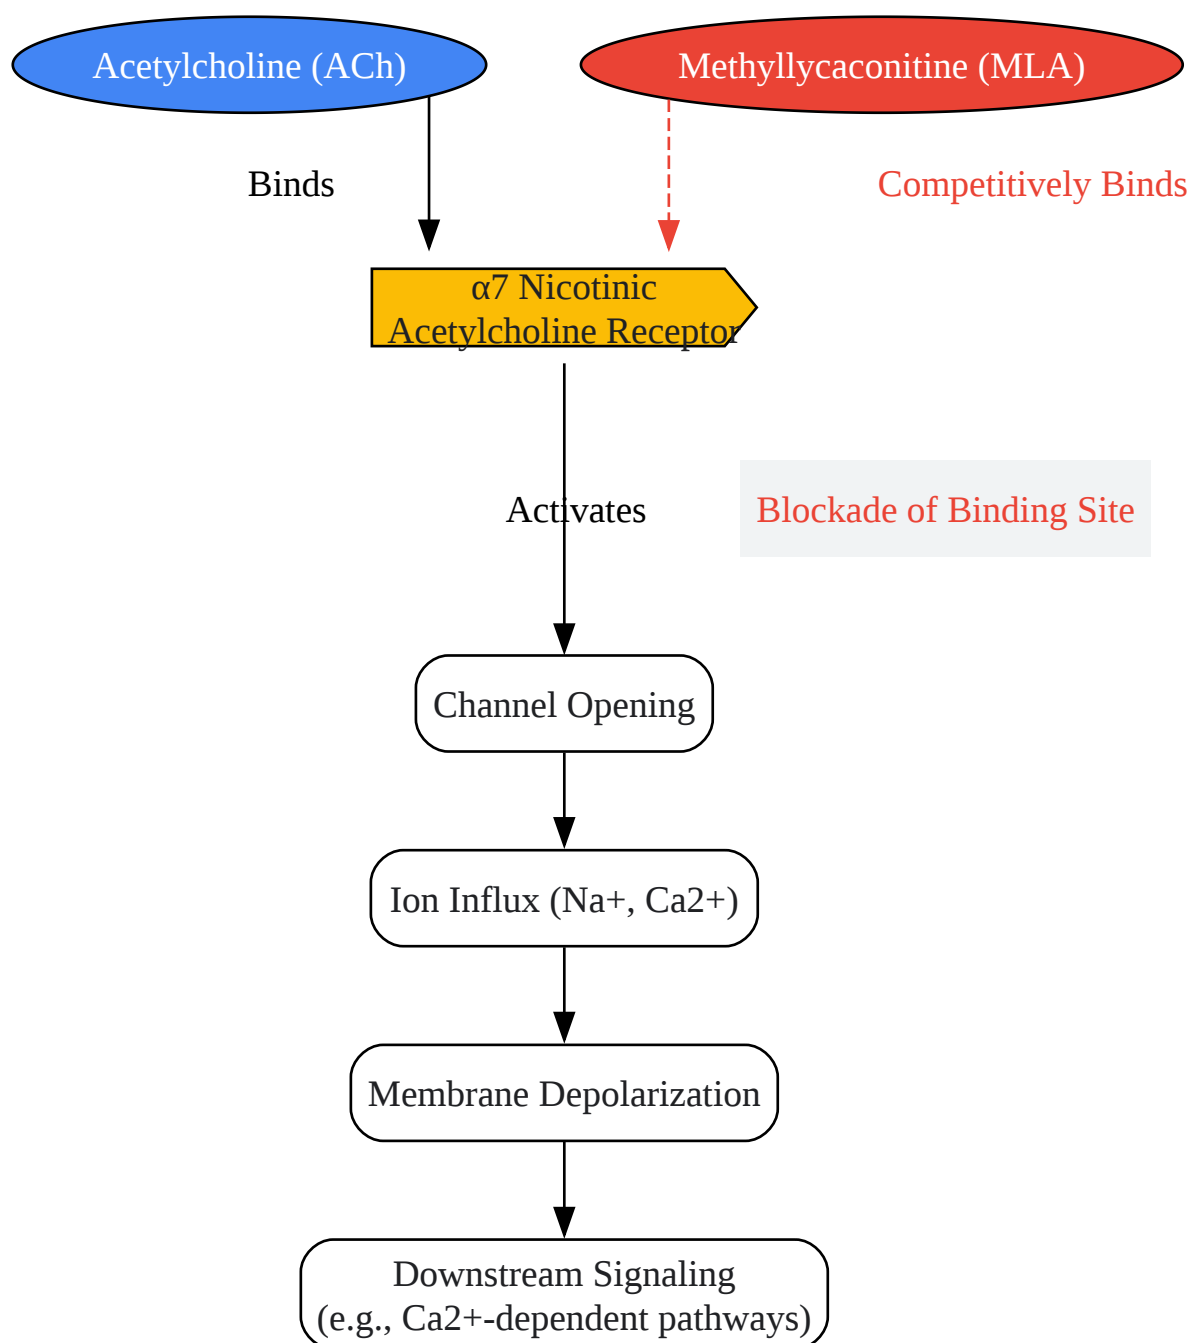 Acetylcholine (ACh)
Methyllycaconitine (MLA)
Binds
Competitively Binds
α7 Nicotinic
Acetylcholine Receptor
Activates
Blockade of Binding Site
Channel Opening
Ion Influx (Na+, Ca2+)
Membrane Depolarization
Downstream Signaling
(e.g., Ca2+-dependent pathways)